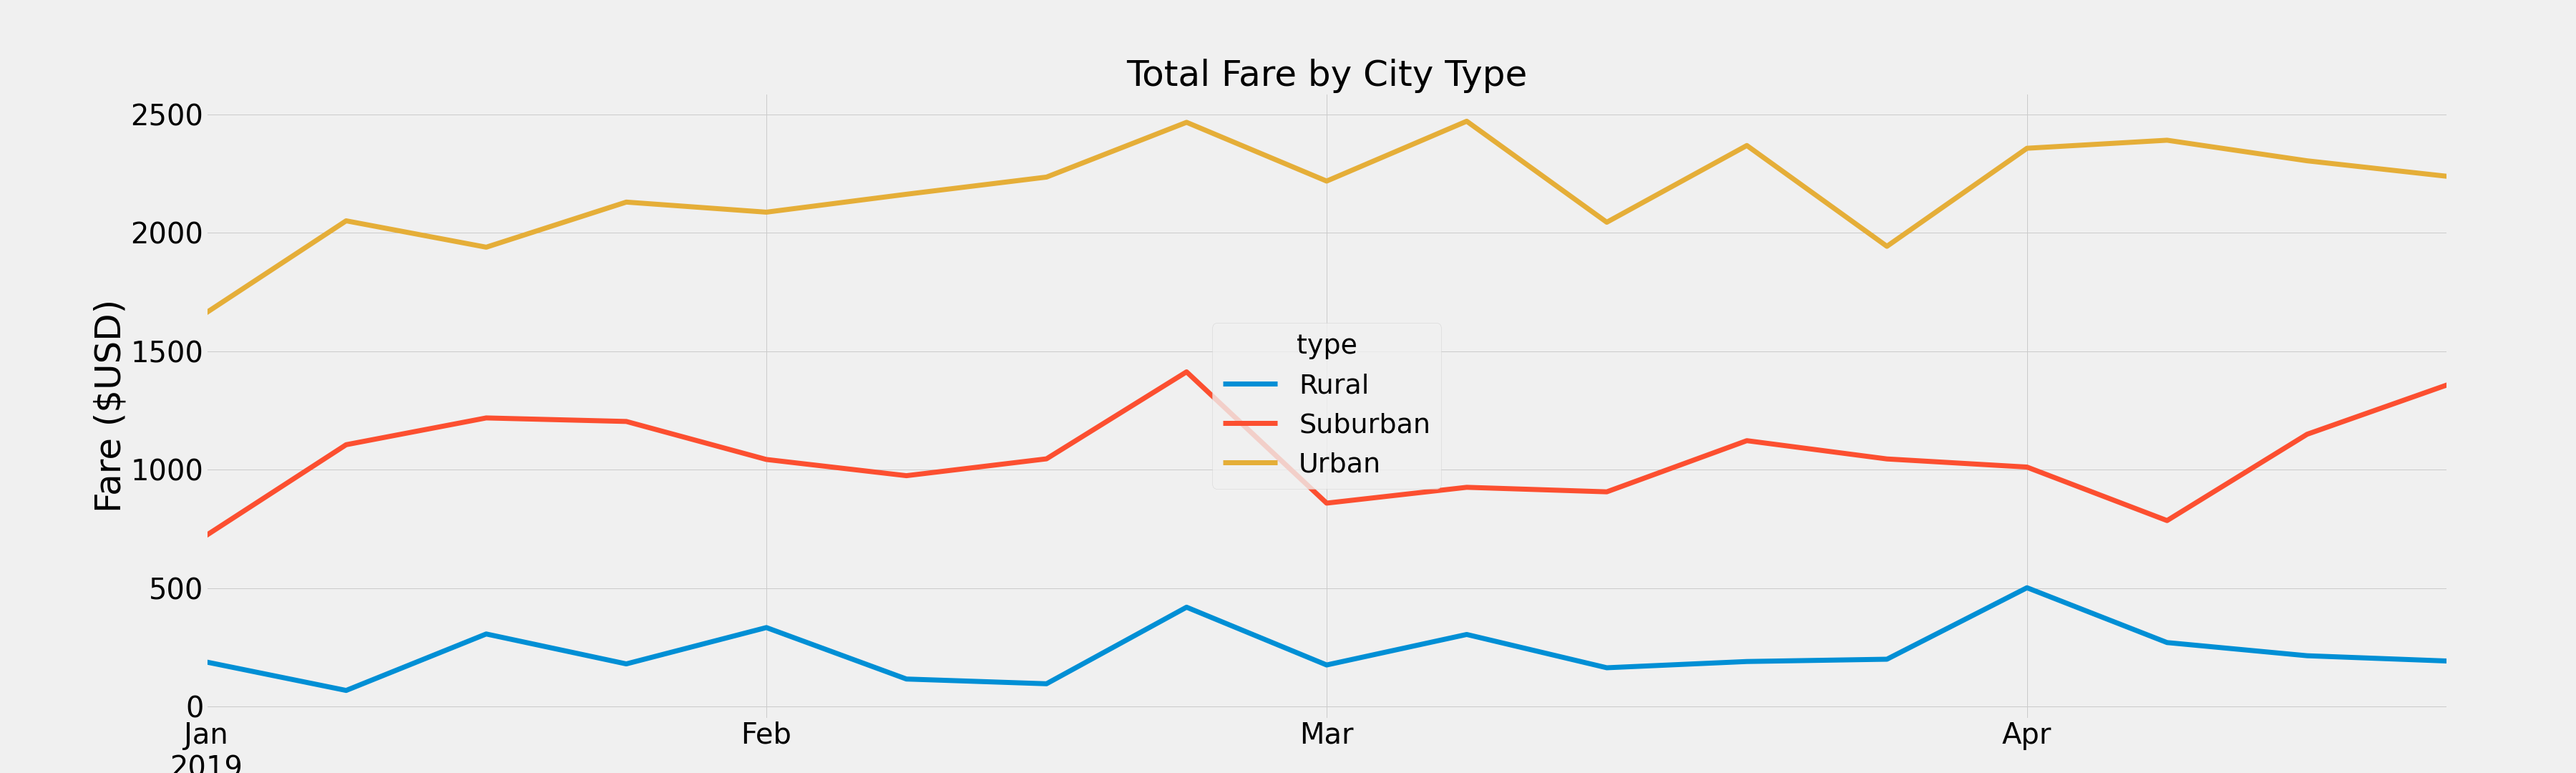 Total Fare by City Type
Fare ($USD)
2500
2000
1500
1000
500
0
type
Rural
Suburban
Urban
Jan Feb Mar Apr
2019